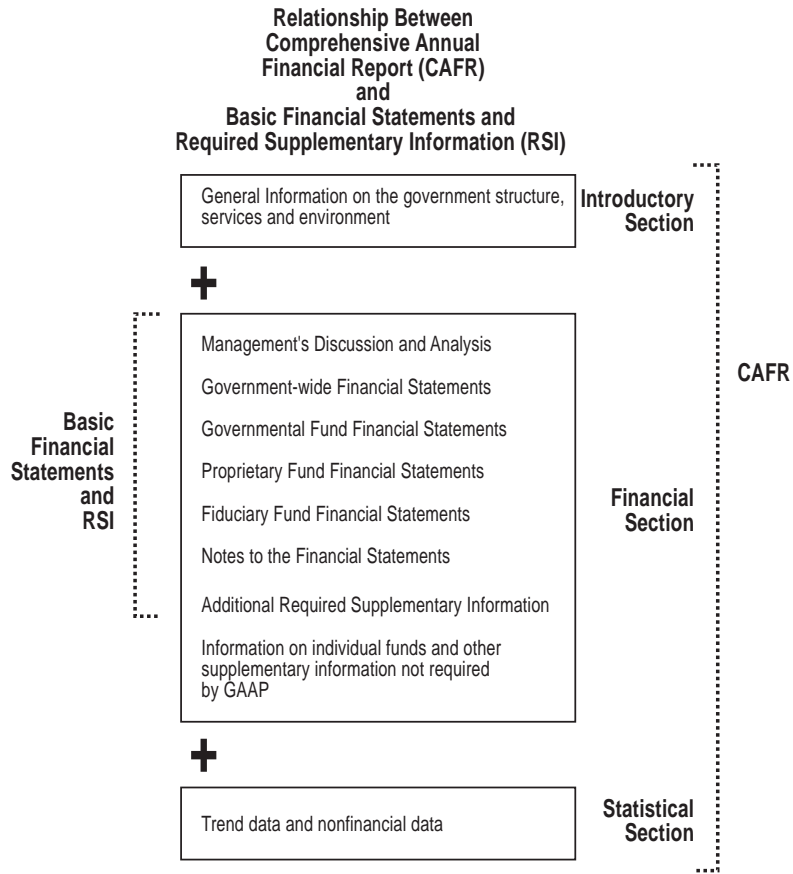 Relationship Between
Comprehensive Annual
Financial Report (CAFR)
and
Basic Financial Statements and
Required Supplementary Information (RSI)
General Information on the government structure,
services and environment
Introductory
Section
+
Management's Discussion and Analysis
Government-wide Financial Statements
Governmental Fund Financial Statements
Proprietary Fund Financial Statements
Fiduciary Fund Financial Statements
Notes to the Financial Statements
Additional Required Supplementary Information
Information on individual funds and other
supplementary information not required
by GAAP
Basic
Financial
Statements
and
RSI
Financial
Section
CAFR
+
Trend data and nonfinancial data
Statistical
Section